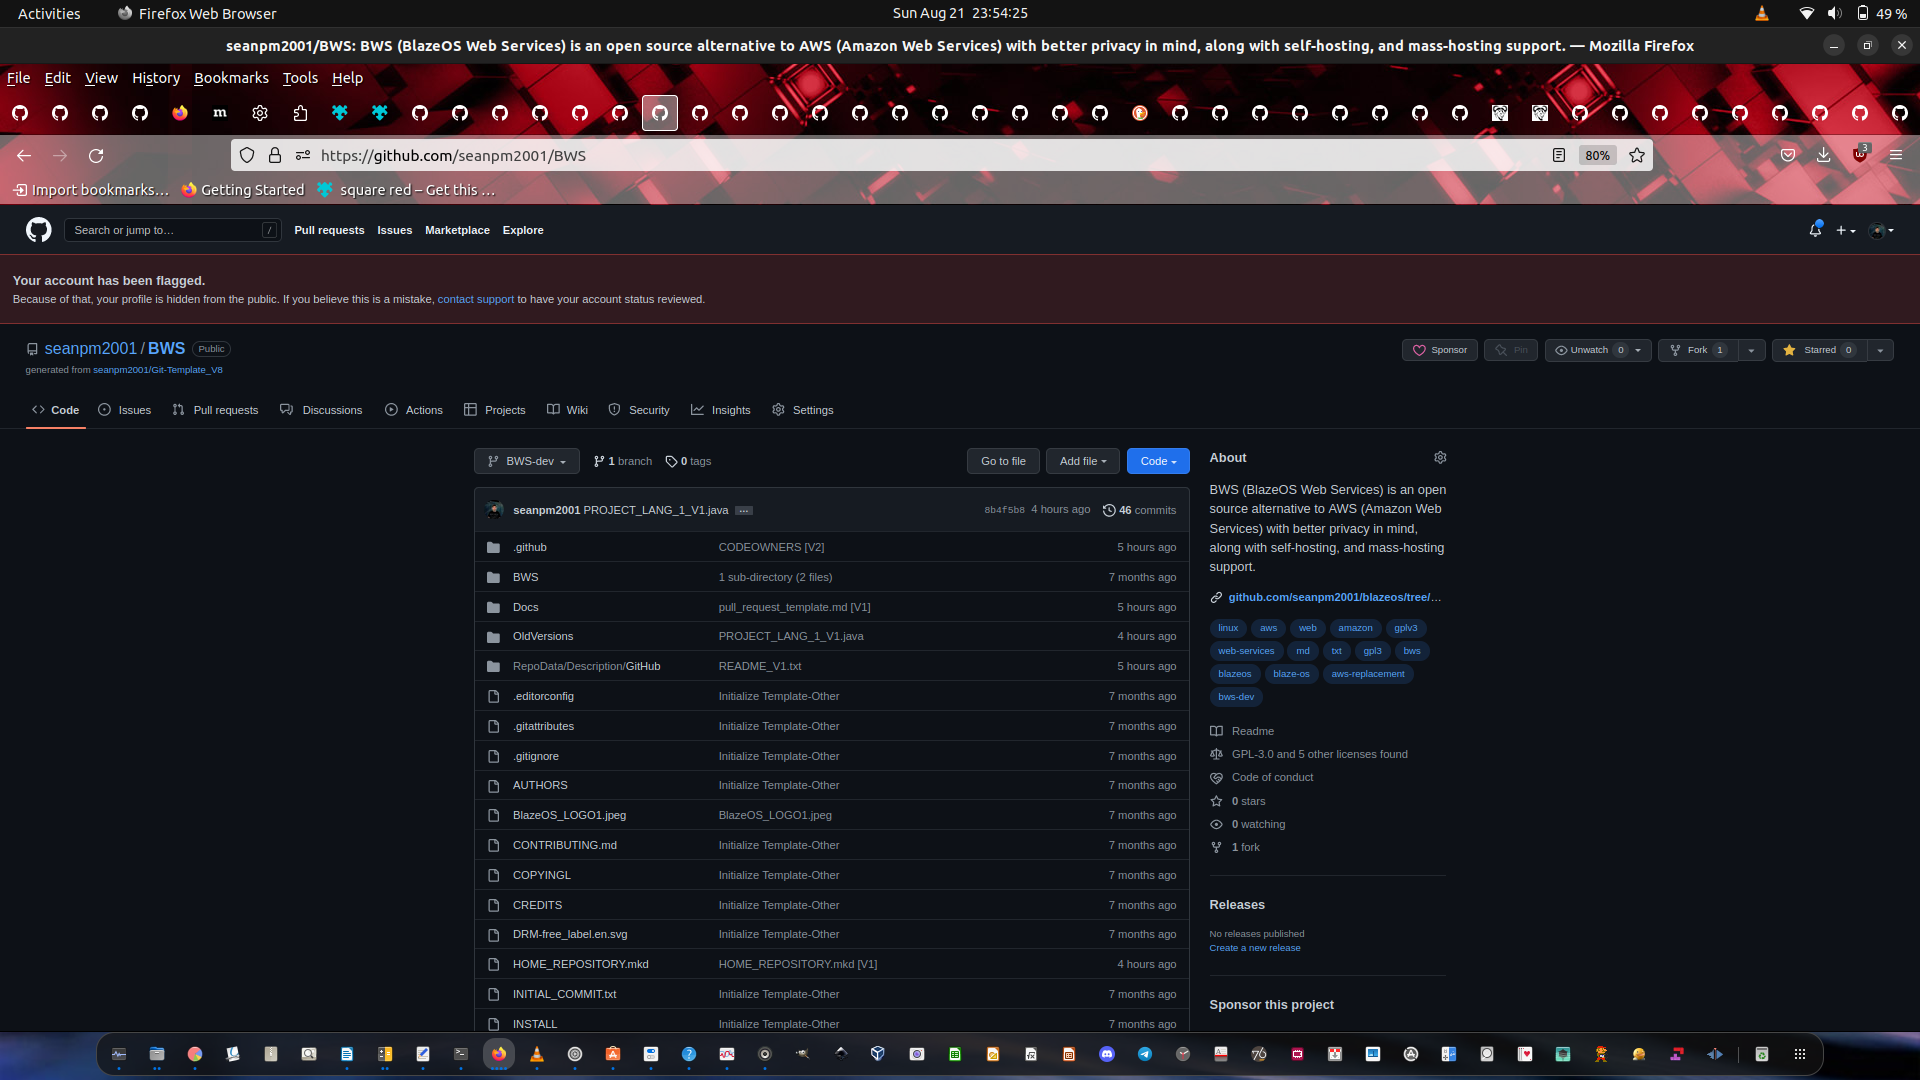 Activities
Firefox Web Browser
Sun Aug 21 23:54:25
49 %
seanpm2001/BWS: BWS (BlazeOS Web Services) is an open source alternative to AWS (Amazon Web Services) with better privacy in mind, along with self-hosting, and mass-hosting support. — Mozilla Firefox
File Edit View History Bookmarks Tools Help
m
https://github.com/seanpm2001/BWS
80%
3
Import bookmarks…
Getting Started
square red – Get this …
Search or jump to…
/
Pull requests
Issues
Marketplace
Explore
Your account has been flagged.
Because of that, your profile is hidden from the public. If you believe this is a mistake, contact support to have your account status reviewed.
seanpm2001 / BWS Public
Sponsor
Pin
Unwatch 0
Fork 1
Starred 0
generated from seanpm2001/Git-Template_V8
Code
Issues
Pull requests
Discussions
Actions
Projects
Wiki
Security
Insights
Settings
BWS-dev
1 branch
0 tags
Go to file
Add file
Code
seanpm2001 PROJECT_LANG_1_V1.java ... 8b4f5b8 4 hours ago 46 commits
.github CODEOWNERS [V2] 5 hours ago
BWS 1 sub-directory (2 files) 7 months ago
Docs pull_request_template.md [V1] 5 hours ago
OldVersions PROJECT_LANG_1_V1.java 4 hours ago
RepoData/Description/GitHub README_V1.txt 5 hours ago
.editorconfig Initialize Template-Other 7 months ago
.gitattributes Initialize Template-Other 7 months ago
.gitignore Initialize Template-Other 7 months ago
AUTHORS Initialize Template-Other 7 months ago
BlazeOS_LOGO1.jpeg BlazeOS_LOGO1.jpeg 7 months ago
CONTRIBUTING.md Initialize Template-Other 7 months ago
COPYINGL Initialize Template-Other 7 months ago
CREDITS Initialize Template-Other 7 months ago
DRM-free_label.en.svg Initialize Template-Other 7 months ago
HOME_REPOSITORY.mkd HOME_REPOSITORY.mkd [V1] 4 hours ago
INITIAL_COMMIT.txt Initialize Template-Other 7 months ago
INSTALL Initialize Template-Other 7 months ago
About
BWS (BlazeOS Web Services) is an open
source alternative to AWS (Amazon Web
Services) with better privacy in mind,
along with self-hosting, and mass-hosting
support.
github.com/seanpm2001/blazeos/tree/…
linux aws web amazon gplv3
web-services md txt gpl3 bws
blazeos blaze-os aws-replacement
bws-dev
Readme
GPL-3.0 and 5 other licenses found
Code of conduct
0 stars
0 watching
1 fork
Releases
No releases published
Create a new release
Sponsor this project
76